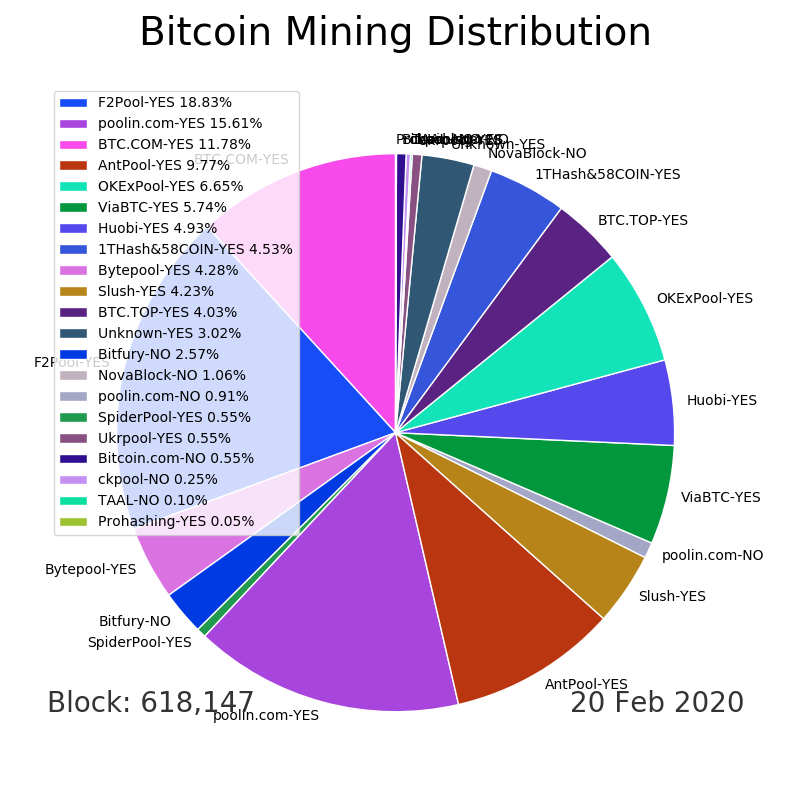 Bitcoin Mining Distribution
F2Pool-YES 18.83%
poolin.com-YES 15.61%
BTC.COM-YES 11.78%
AntPool-YES 9.77%
OKExPool-YES 6.65%
ViaBTC-YES 5.74%
Huobi-YES 4.93%
1THash&58COIN-YES 4.53%
Bytepool-YES 4.28%
Slush-YES 4.23%
BTC.TOP-YES 4.03%
Unknown-YES 3.02%
Bitfury-NO 2.57%
NovaBlock-NO 1.06%
poolin.com-NO 0.91%
SpiderPool-YES 0.55%
Ukrpool-YES 0.55%
Bitcoin.com-NO 0.55%
ckpool-NO 0.25%
TAAL-NO 0.10%
Prohashing-YES 0.05%
Unknown-YES
NovaBlock-NO
1THash&58COIN-YES
BTC.TOP-YES
OKExPool-YES
Huobi-YES
ViaBTC-YES
poolin.com-NO
Slush-YES
AntPool-YES
poolin.com-YES
SpiderPool-YES
Bitfury-NO
Bytepool-YES
F2Pool-YES
BTC.COM-YES
Block: 618,147
20 Feb 2020